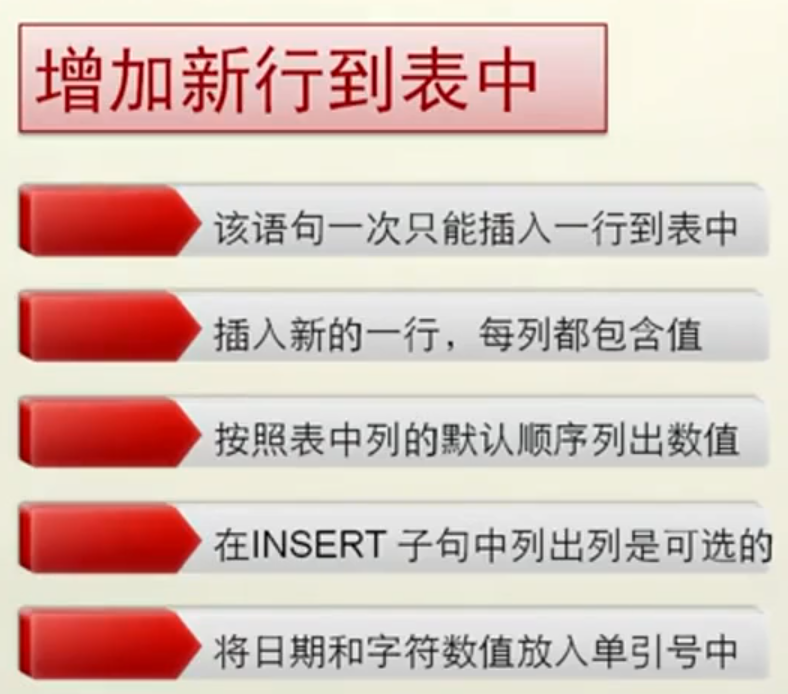 增加新行到表中
该语句一次只能插入一行到表中
插入新的一行，每列都包含值
按照表中列的默认顺序列出数值
在INSERT 子句中列出列是可选的
将日期和字符数值放入单引号中